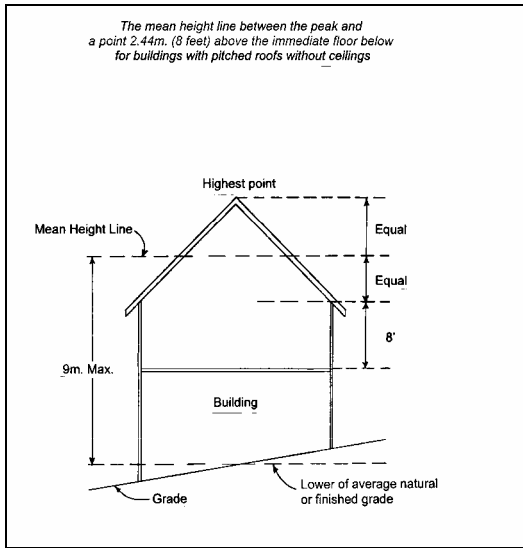 The mean height line between the peak and
a point 2.44m. (8 feet) above the immediate floor below
for buildings with pitched roofs without ceilings
Highest point
Mean Height Line
Equal
Equal
8'
9m. Max.
Building
Lower of average natural
or finished grade
Grade